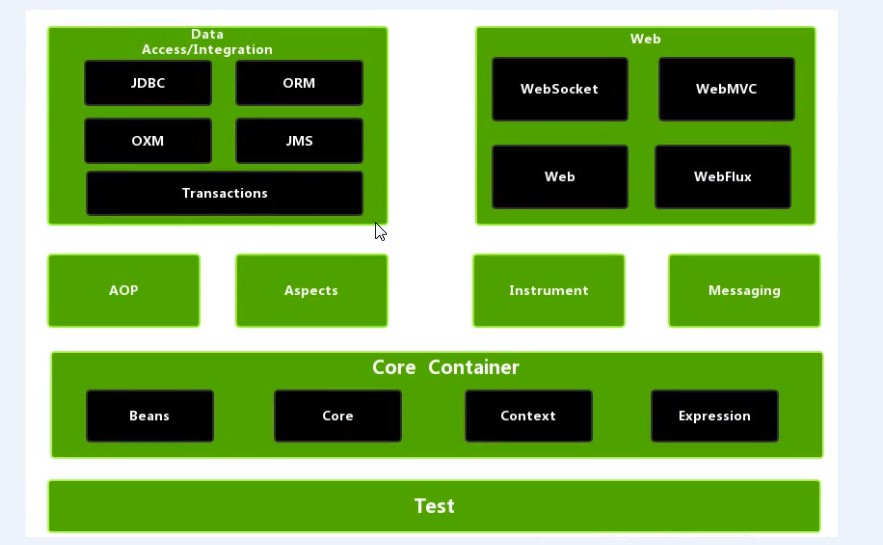 Data
Access/Integration
JDBC
ORM
OXM
JMS
Transactions
Web
WebSocket
WebMVC
Web
WebFlux
AOP
Aspects
Instrument
Messaging
Core Container
Beans
Core
Context
Expression
Test